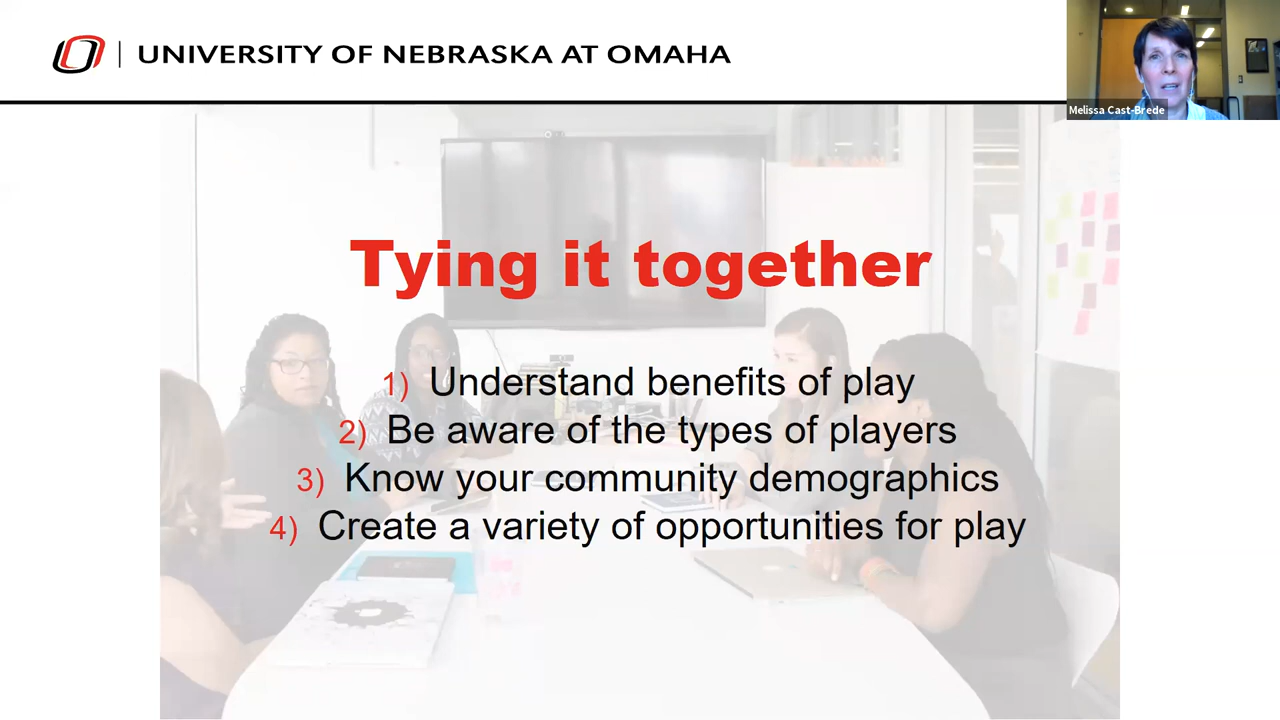 UNIVERSITY OF NEBRASKA AT OMAHA
Melissa Cast-Brede
Tying it together
1) Understand benefits of play
2) Be aware of the types of players
3) Know your community demographics
4) Create a variety of opportunities for play